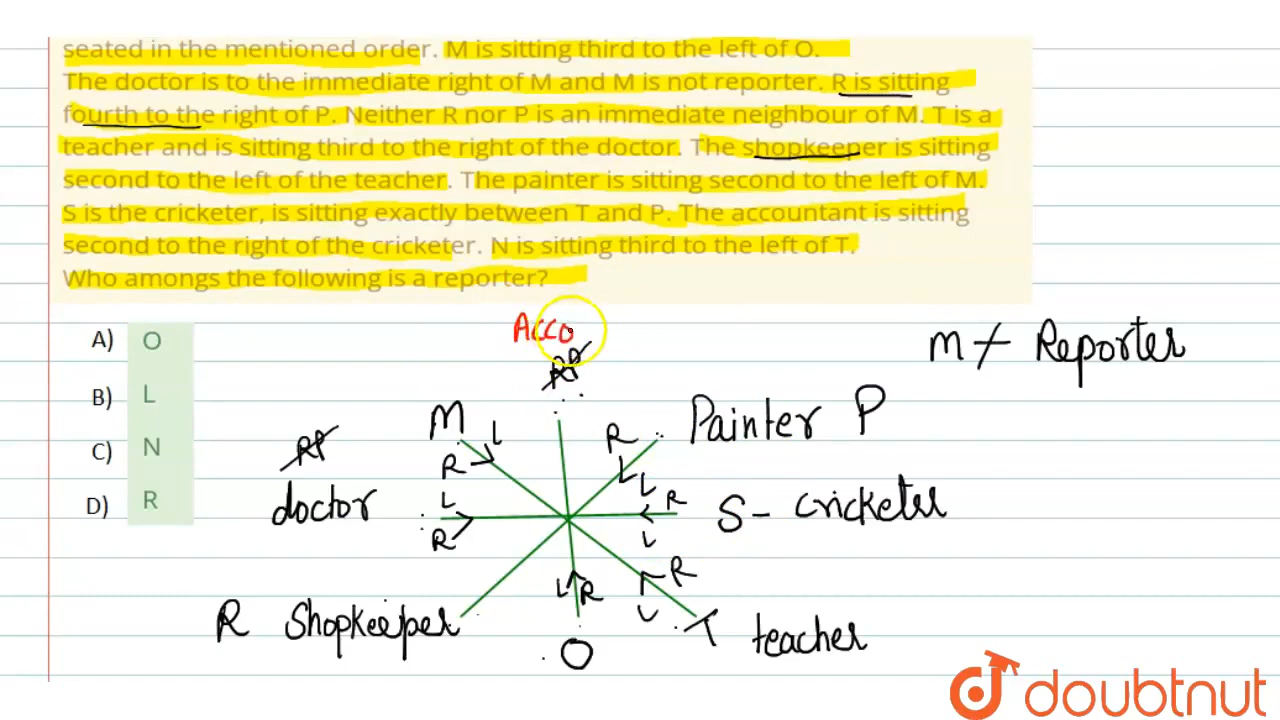 seated in the mentioned order. M is sitting third to the left of O.
The doctor is to the immediate right of M and M is not reporter. R is sitting
fourth to the right of P. Neither R nor P is an immediate neighbour of M. T is a
teacher and is sitting third to the right of the doctor. The shopkeeper is sitting
second to the left of the teacher. The painter is sitting second to the left of M.
S is the cricketer, is sitting exactly between T and P. The accountant is sitting
second to the right of the cricketer. N is sitting third to the left of T.
Who amongs the following is a reporter?
A) O
B) L
C) N
D) R
Acco
M ≠ Reporter
RP
M
L
R
Painter P
R
L
RP
doctor
L
R
L
R
L
S - cricketer
R Shopkeeper
L
R
O
R
L
T teacher
doubtnut